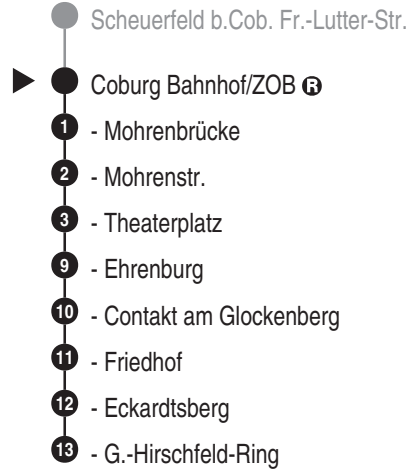 Scheuerfeld b.Cob. Fr.-Lutter-Str.
Coburg Bahnhof/ZOB R
1 - Mohrenbrücke
2 - Mohrenstr.
3 - Theaterplatz
9 - Ehrenburg
10 - Contakt am Glockenberg
11 - Friedhof
12 - Eckardtsberg
13 - G.-Hirschfeld-Ring